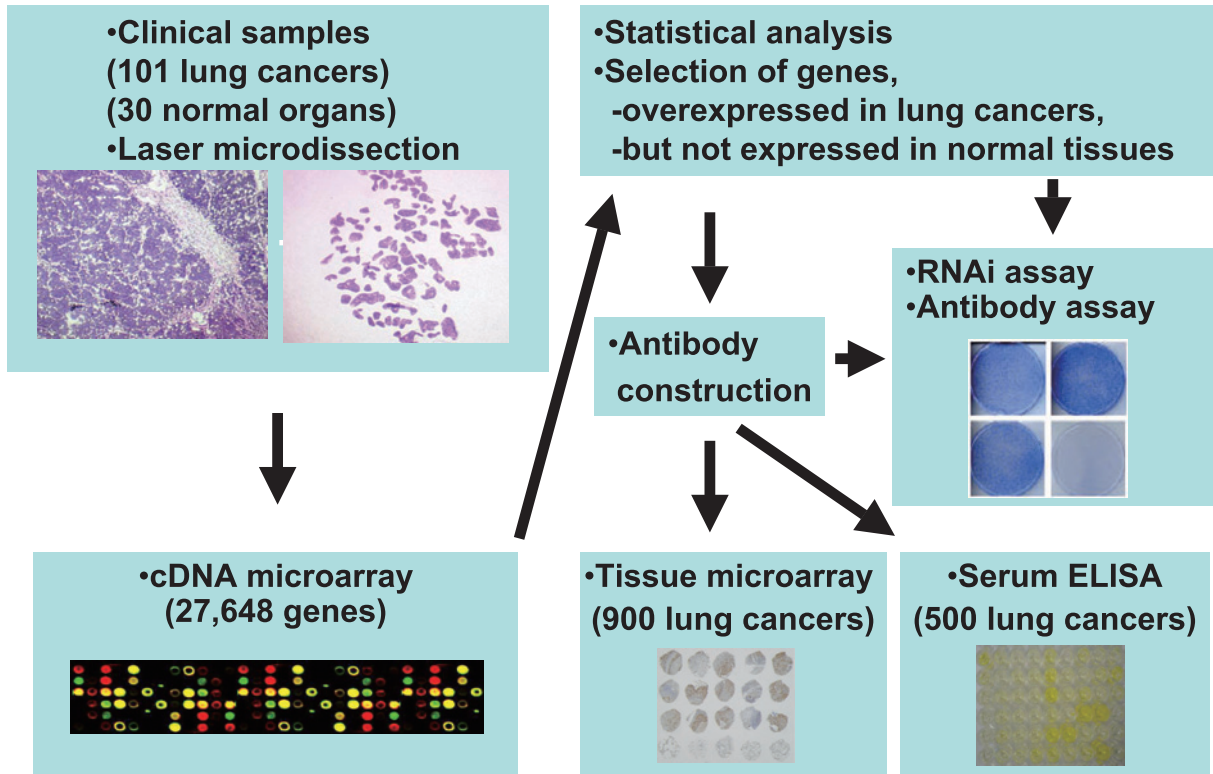 •Clinical samples
(101 lung cancers)
(30 normal organs)
•Laser microdissection
•cDNA microarray
(27,648 genes)
•Statistical analysis
•Selection of genes,
-overexpressed in lung cancers,
-but not expressed in normal tissues
•Antibody
construction
•RNAi assay
•Antibody assay
•Tissue microarray
(900 lung cancers)
•Serum ELISA
(500 lung cancers)